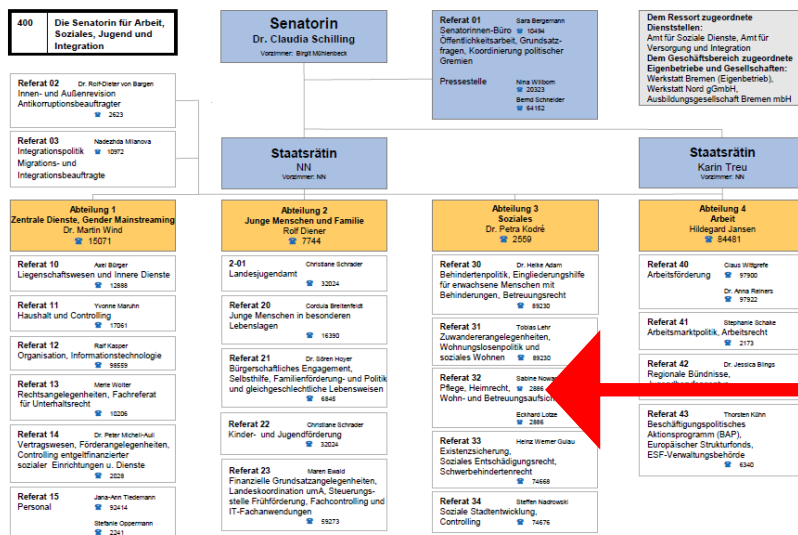 400 Die Senatorin für Arbeit,
Soziales, Jugend und
Integration
Senatorin
Dr. Claudia Schilling
Vorzimmer: Birgit Mühlenbeck
Referat 01 Sara Bergemann
Senatorinnen-Büro ☎ 10494
Öffentlichkeitsarbeit, Grundsatz-
fragen, Koordinierung politischer
Gremien
Pressestelle Nina Willborn
☎ 20323
Bernd Schneider
☎ 64152
Dem Ressort zugeordnete
Dienststellen:
Amt für Soziale Dienste, Amt für
Versorgung und Integration
Dem Geschäftsbereich zugeordnete
Eigenbetriebe und Gesellschaften:
Werkstatt Bremen (Eigenbetrieb),
Werkstatt Nord gGmbH,
Ausbildungsgesellschaft Bremen mbH
Referat 02 Dr. Rolf-Dieter von Bargen
Innen- und Außenrevision
Antikorruptionsbeauftragter
☎ 2623
Referat 03 Nadezhda Milanova
Integrationspolitik ☎ 10972
Migrations- und
Integrationsbeauftragte
Staatsrätin
NN
Vorzimmer: NN
Staatsrätin
Karin Treu
Vorzimmer: NN
Abteilung 1
Zentrale Dienste, Gender Mainstreaming
Dr. Martin Wind
☎ 15071
Referat 10 Axel Bürger
Liegenschaftswesen und Innere Dienste
☎ 12888
Referat 11 Yvonne Maruhn
Haushalt und Controlling
☎ 17061
Referat 12 Ralf Kasper
Organisation, Informationstechnologie
☎ 98559
Referat 13 Merle Wolter
Rechtsangelegenheiten, Fachreferat
für Unterhaltsrecht
☎ 10206
Referat 14 Dr. Peter Micheli-Auli
Vertragswesen, Förderangelegenheiten,
Controlling entgeltfinanzierter
sozialer Einrichtungen u. Dienste
☎ 2028
Referat 15 Jana-Ann Tiedemann
Personal ☎ 92414
Stefanie Oppermann
☎ 2241
Abteilung 2
Junge Menschen und Familie
Rolf Diener
☎ 7744
2-01 Christiane Schrader
Landesjugendamt
☎ 32024
Referat 20 Cordula Breitenfeldt
Junge Menschen in besonderen
Lebenslagen
☎ 16390
Referat 21 Dr. Sören Hoyer
Bürgerschaftliches Engagement,
Selbsthilfe, Familienförderung- und Politik
und gleichgeschlechtliche Lebensweisen
☎ 6845
Referat 22 Christiane Schrader
Kinder- und Jugendförderung
☎ 32024
Referat 23 Maren Ewald
Finanzielle Grundsatzangelegenheiten,
Landeskoordination umA, Steuerungs-
stelle Frühförderung, Fachcontrolling und
IT-Fachanwendungen
☎ 59273
Abteilung 3
Soziales
Dr. Petra Kodré
☎ 2559
Referat 30 Dr. Heike Adam
Behindertenpolitik, Eingliederungshilfe
für erwachsene Menschen mit
Behinderungen, Betreuungsrecht
☎ 89230
Referat 31 Tobias Lehr
Zuwandererangelegenheiten,
Wohnungslosenpolitik und
soziales Wohnen ☎ 89230
Referat 32 Sabine
Pflege, Heimrecht, ☎ 2886
Wohn- und
Eckhard Lotze
☎ 2886
Referat 33 Heinz Werner Gulau
Existenzsicherung,
Soziales Entschädigungsrecht,
Schwerbehindertenrecht
☎ 74668
Referat 34 Steffen Nadrowski
Soziale Stadtentwicklung,
Controlling ☎ 74676
Abteilung 4
Arbeit
Hildegard Jansen
☎ 84481
Referat 40 Claus Wittgrefe
Arbeitsförderung ☎ 97900
Dr. Anna Reiners
☎ 97922
Referat 41 Stephanie Schake
Arbeitsmarktpolitik, Arbeitsrecht
☎ 2173
Referat 42 Dr. Jessica Blings
Regionale Bündnisse,
Referat 43 Thorsten Kühn
Beschäftigungspolitisches
Aktionsprogramm (BAP),
Europäischer Strukturfonds,
ESF-Verwaltungsbehörde
☎ 6340